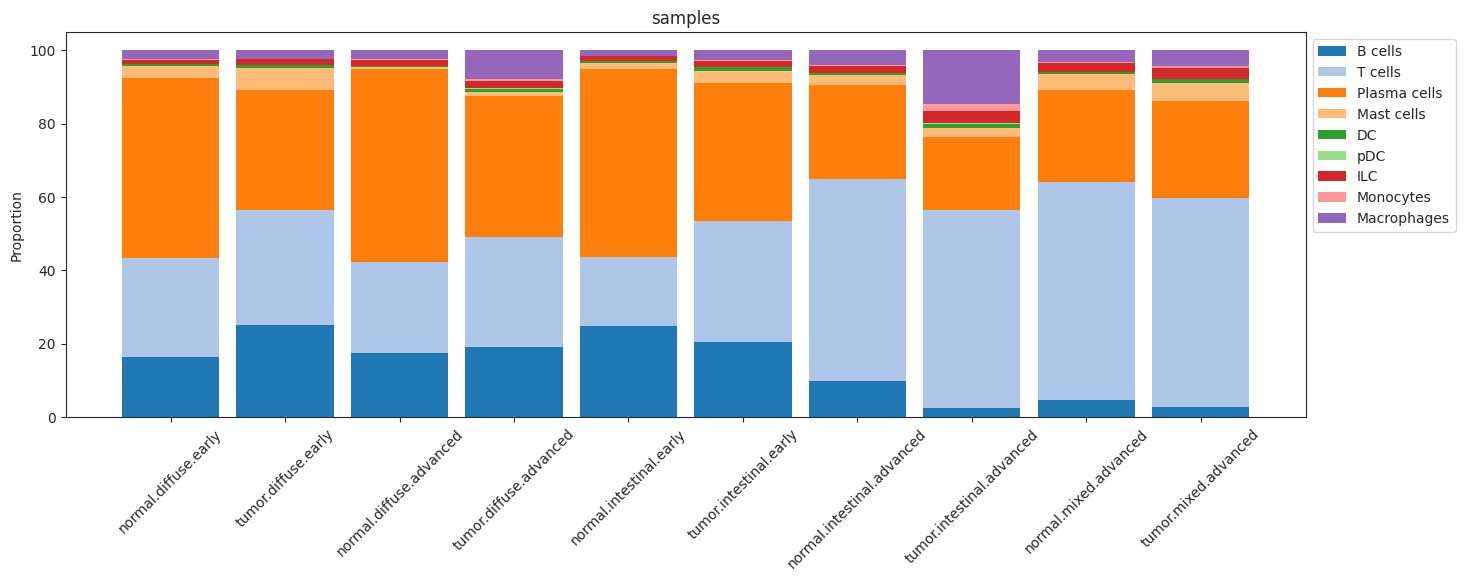 samples
Proportion
100
80
60
40
20
0
normal.diffuse.early
tumor.diffuse.early
normal.diffuse.advanced
tumor.diffuse.advanced
normal.intestinal.early
tumor.intestinal.early
normal.intestinal.advanced
tumor.intestinal.advanced
normal.mixed.advanced
tumor.mixed.advanced
B cells
T cells
Plasma cells
Mast cells
DC
pDC
ILC
Monocytes
Macrophages